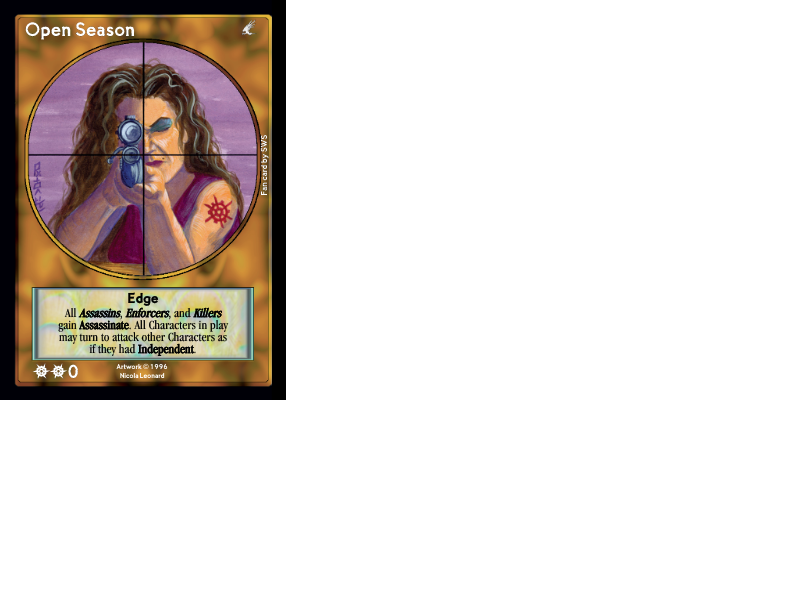 Open Season
Fan card by SWS
Edge
All Assassins, Enforcers, and Killers
gain Assassinate. All Characters in play
may turn to attack other Characters as
if they had Independent.
0
Artwork © 1996
Nicola Leonard